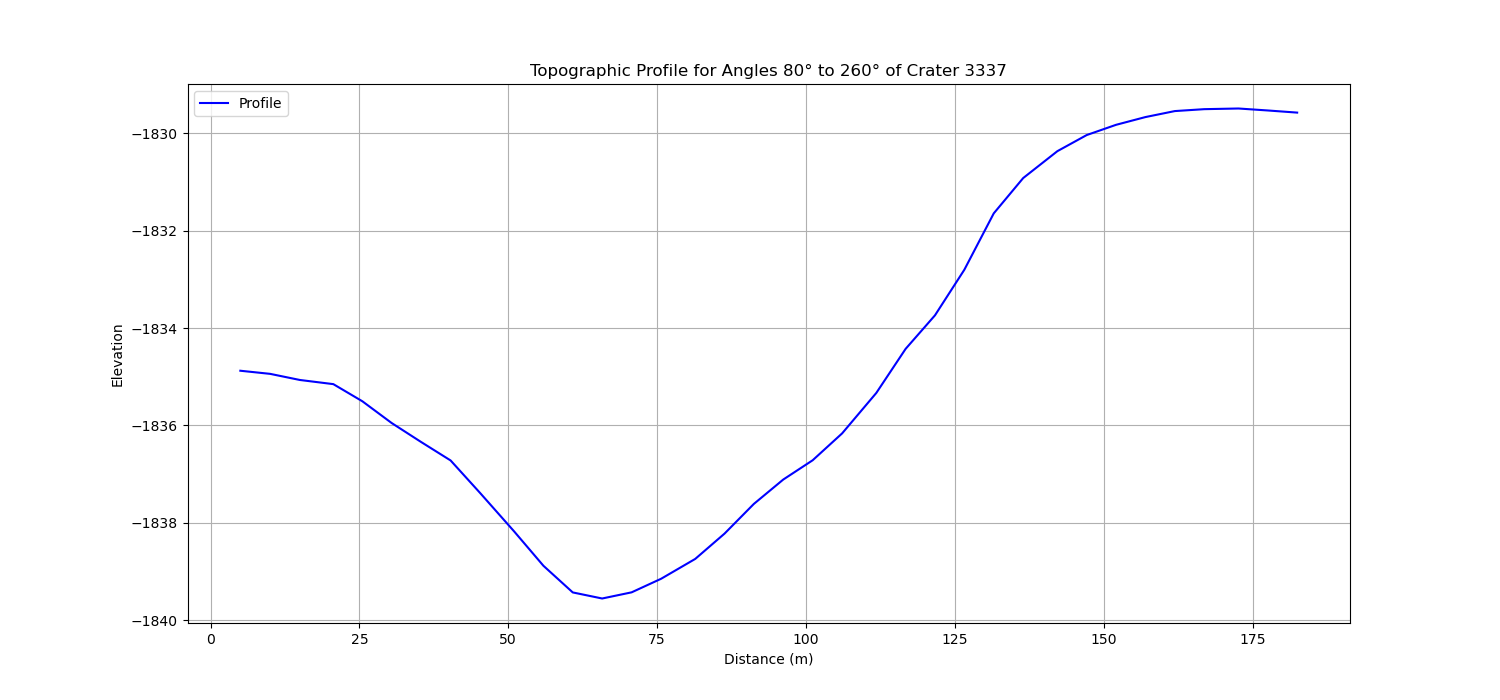 Topographic Profile for Angles 80° to 260° of Crater 3337
Profile
−1830
−1832
−1834
−1836
−1838
−1840
Elevation
0 25 50 75 100 125 150 175
Distance (m)